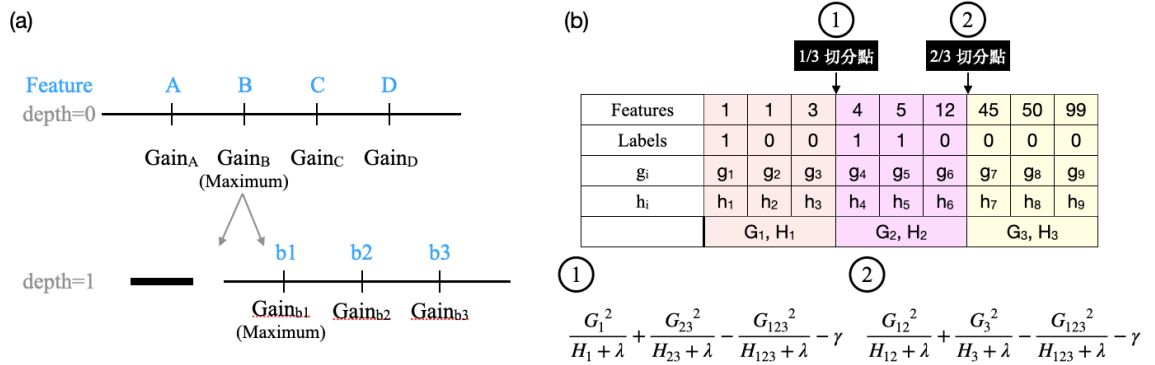 (a)
Feature A B C D
depth=0
GainA GainB GainC GainD
(Maximum)
b1 b2 b3
depth=1
Gainb1 Gainb2 Gainb3
(Maximum)
(b)
① ②
1/3 切分點 2/3 切分點
Features 1 1 3 4 5 12 45 50 99
Labels 1 0 0 1 1 0 0 0 0
gi g1 g2 g3 g4 g5 g6 g7 g8 g9
hi h1 h2 h3 h4 h5 h6 h7 h8 h9
G1, H1 G2, H2 G3, H3
① ②
G1²/(H1 + λ) + G23²/(H23 + λ) − G123²/(H123 + λ) − γ
G12²/(H12 + λ) + G3²/(H3 + λ) − G123²/(H123 + λ) − γ